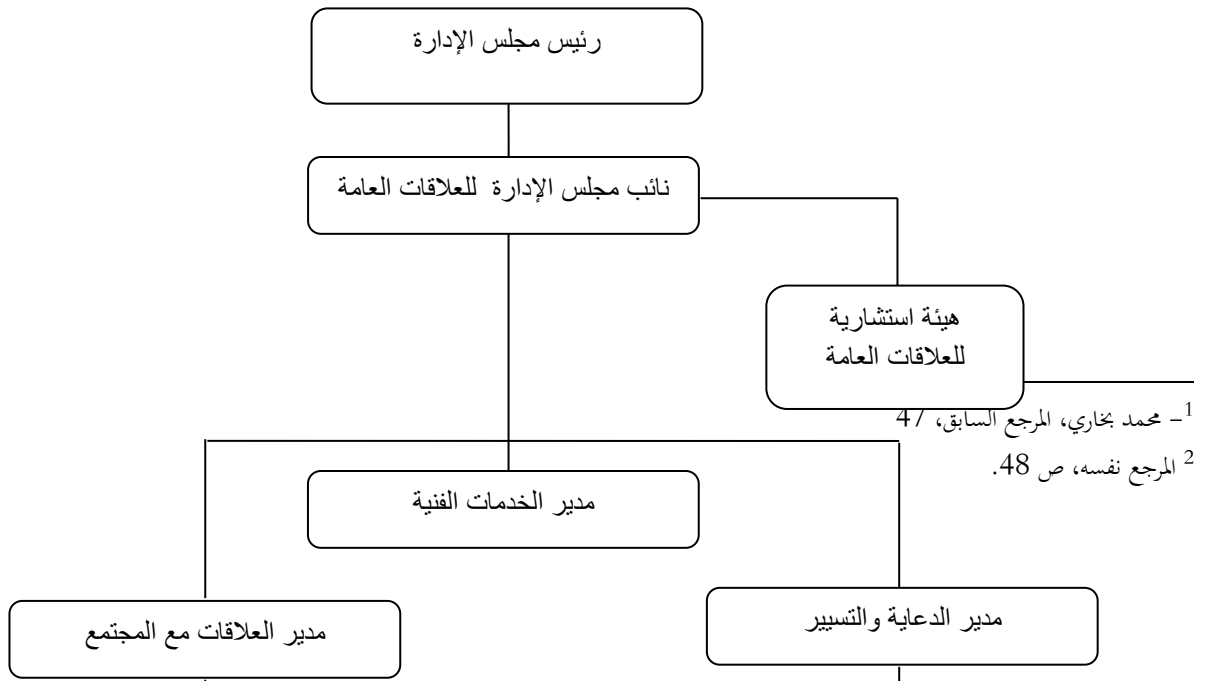 رئيس مجلس الإدارة
نائب مجلس الإدارة للعلاقات العامة
هيئة استشارية
للعلاقات العامة
1– محمد بخاري، المرجع السابق، 47
2 المرجع نفسه، ص 48.
مدير الخدمات الفنية
مدير الدعاية والتسيير
مدير العلاقات مع المجتمع